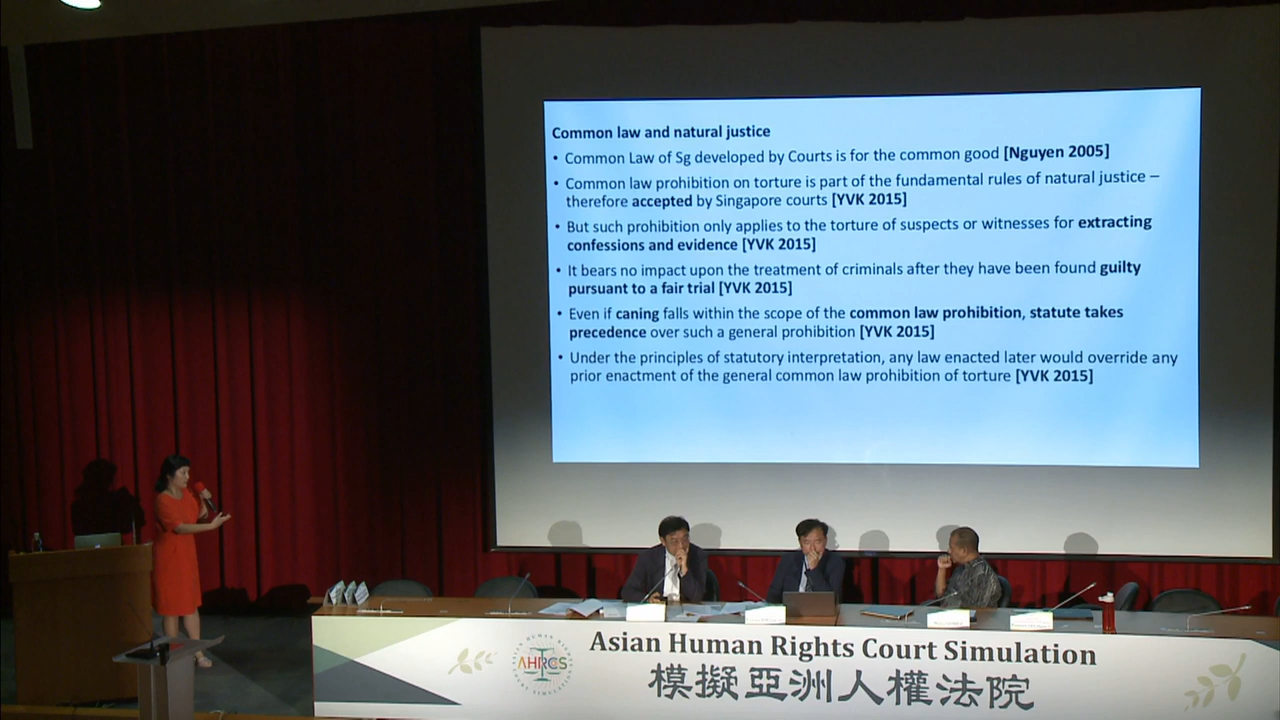 Common law and natural justice
• Common Law of Sg developed by Courts is for the common good [Nguyen 2005]
• Common law prohibition on torture is part of the fundamental rules of natural justice –
therefore accepted by Singapore courts [YVK 2015]
• But such prohibition only applies to the torture of suspects or witnesses for extracting
confessions and evidence [YVK 2015]
• It bears no impact upon the treatment of criminals after they have been found guilty
pursuant to a fair trial [YVK 2015]
• Even if caning falls within the scope of the common law prohibition, statute takes
precedence over such a general prohibition [YVK 2015]
• Under the principles of statutory interpretation, any law enacted later would override any
prior enactment of the general common law prohibition of torture [YVK 2015]
AHRCS
Asian Human Rights Court Simulation
模擬亞洲人權法院